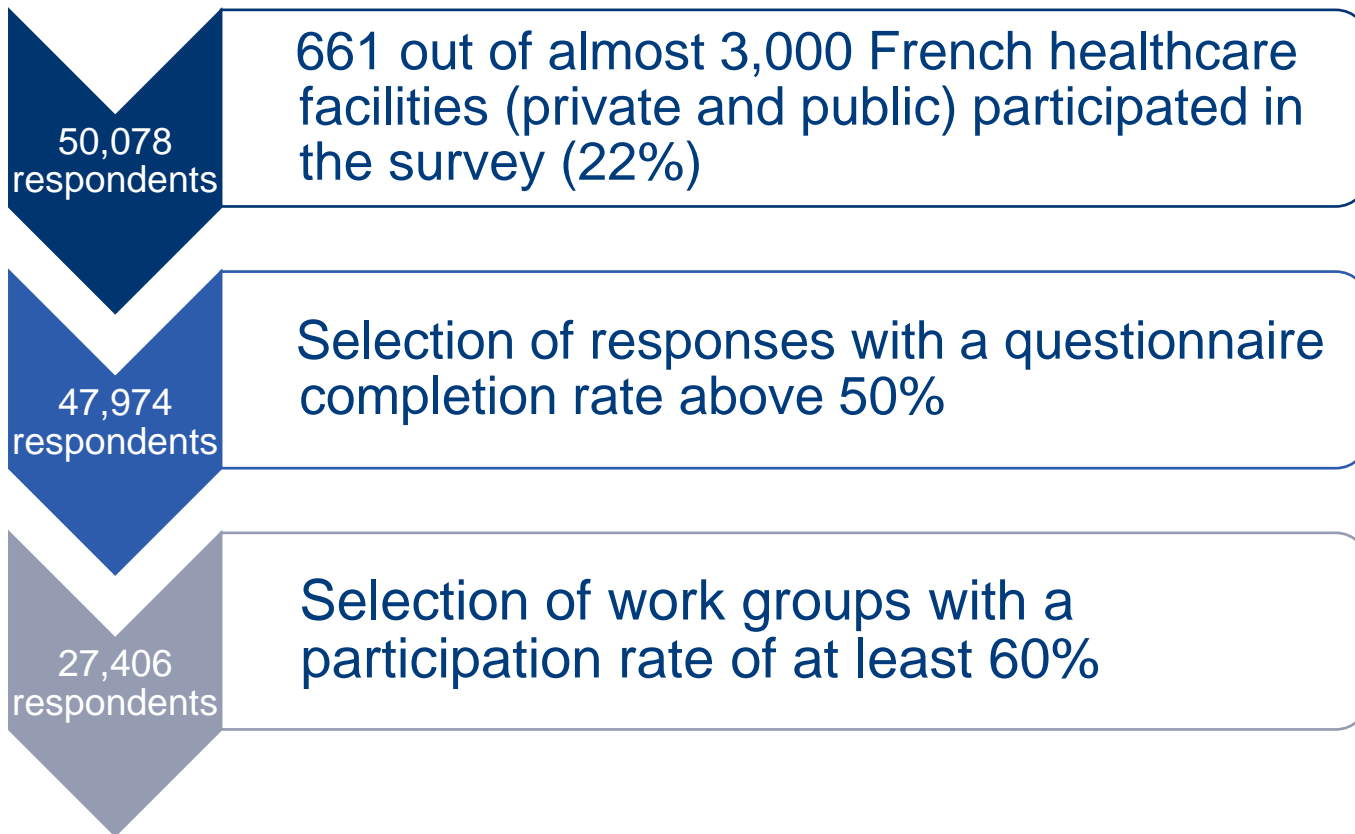 50,078
respondents
661 out of almost 3,000 French healthcare
facilities (private and public) participated in
the survey (22%)
47,974
respondents
Selection of responses with a questionnaire
completion rate above 50%
27,406
respondents
Selection of work groups with a
participation rate of at least 60%